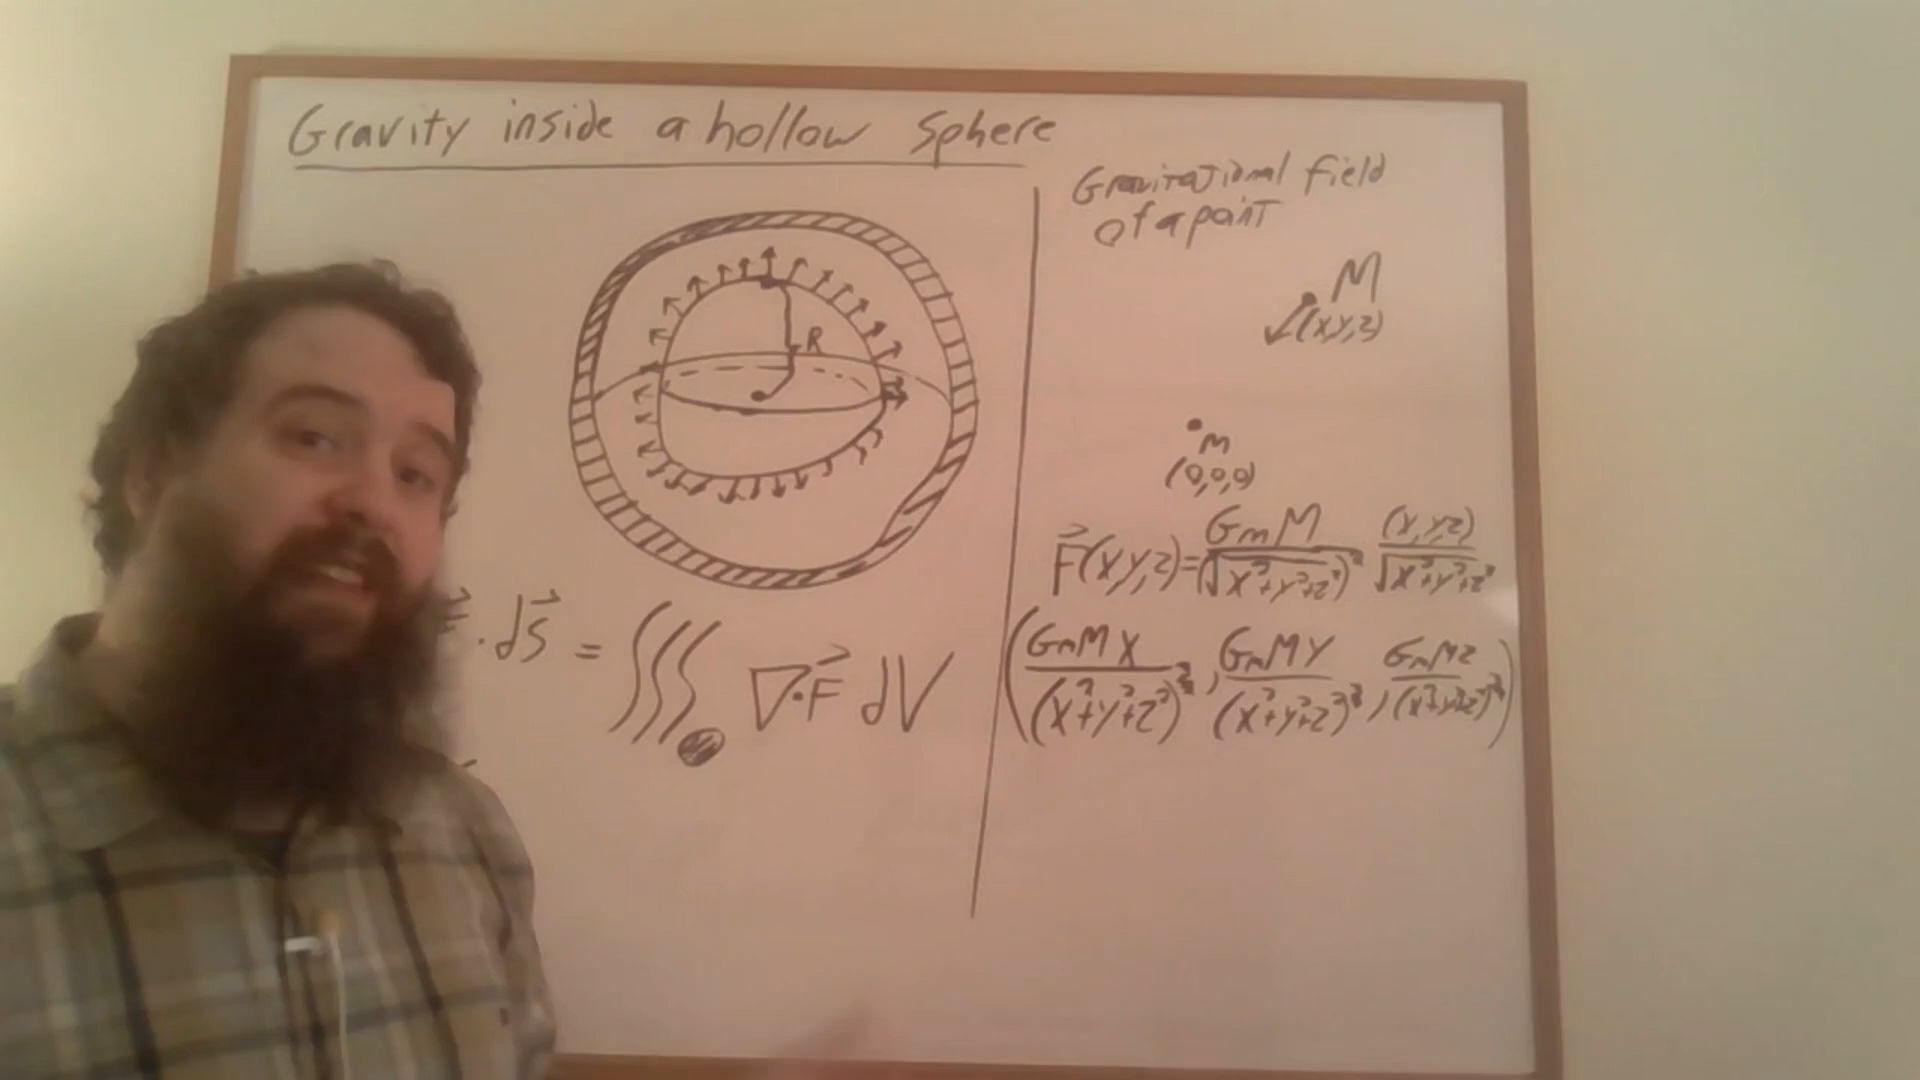 Gravity inside a hollow sphere
R
F⃗ · dS⃗ = ∭ ∇·F⃗ dV
Gravitational field
of a point
M
(x,y,z)
m
(0,0,0)
F⃗(x,y,z) = GmM/(√x²+y²+z²)² (x,y,z)/√x²+y²+z²
(GmMx/(x²+y²+z²)^(3/2), GmMy/(x²+y²+z²)^(3/2), GmMz/(x²+y²+z²)^(3/2))